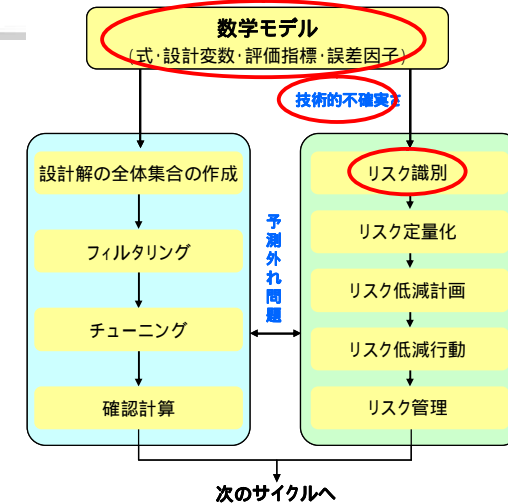 数学モデル
(式・設計変数・評価指標・誤差因子)
技術的不確実さ
設計解の全体集合の作成
フィルタリング
チューニング
確認計算
予測外れ問題
リスク識別
リスク定量化
リスク低減計画
リスク低減行動
リスク管理
次のサイクルへ